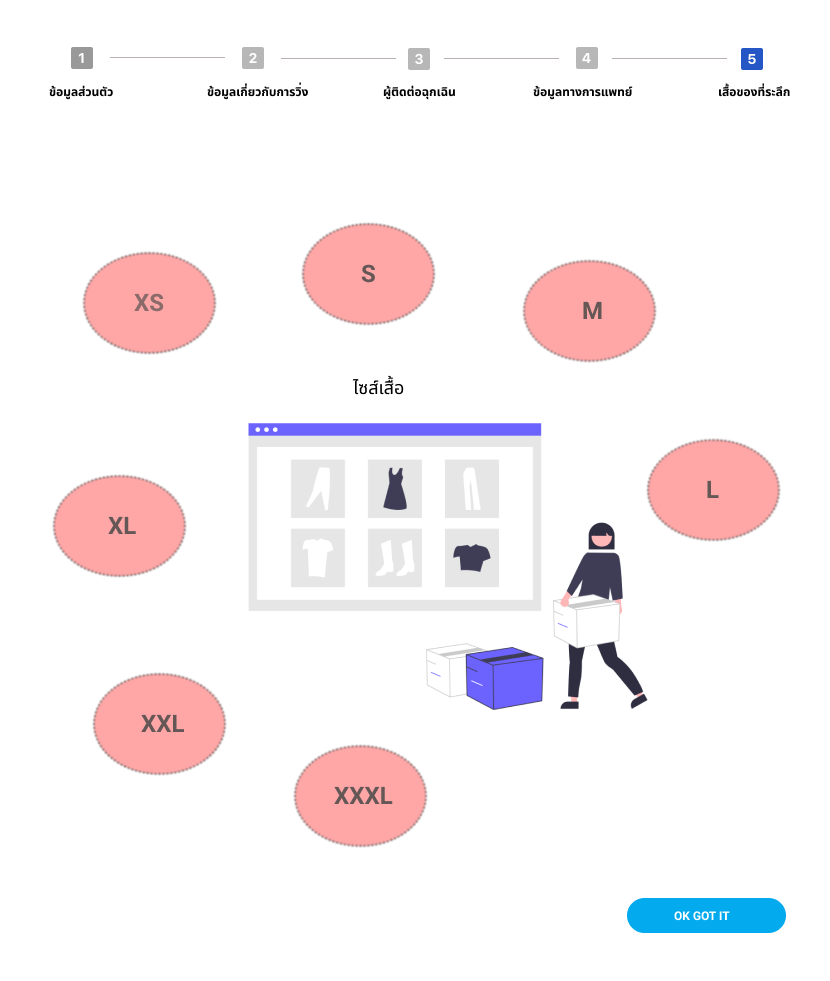 1
2
3
4
5
ข้อมูลส่วนตัว
ข้อมูลเกี่ยวกับการวิ่ง
ผู้ติดต่อฉุกเฉิน
ข้อมูลทางการแพทย์
เสื้อของที่ระลึก
XS
S
M
ไซส์เสื้อ
XL
L
XXL
XXXL
OK GOT IT